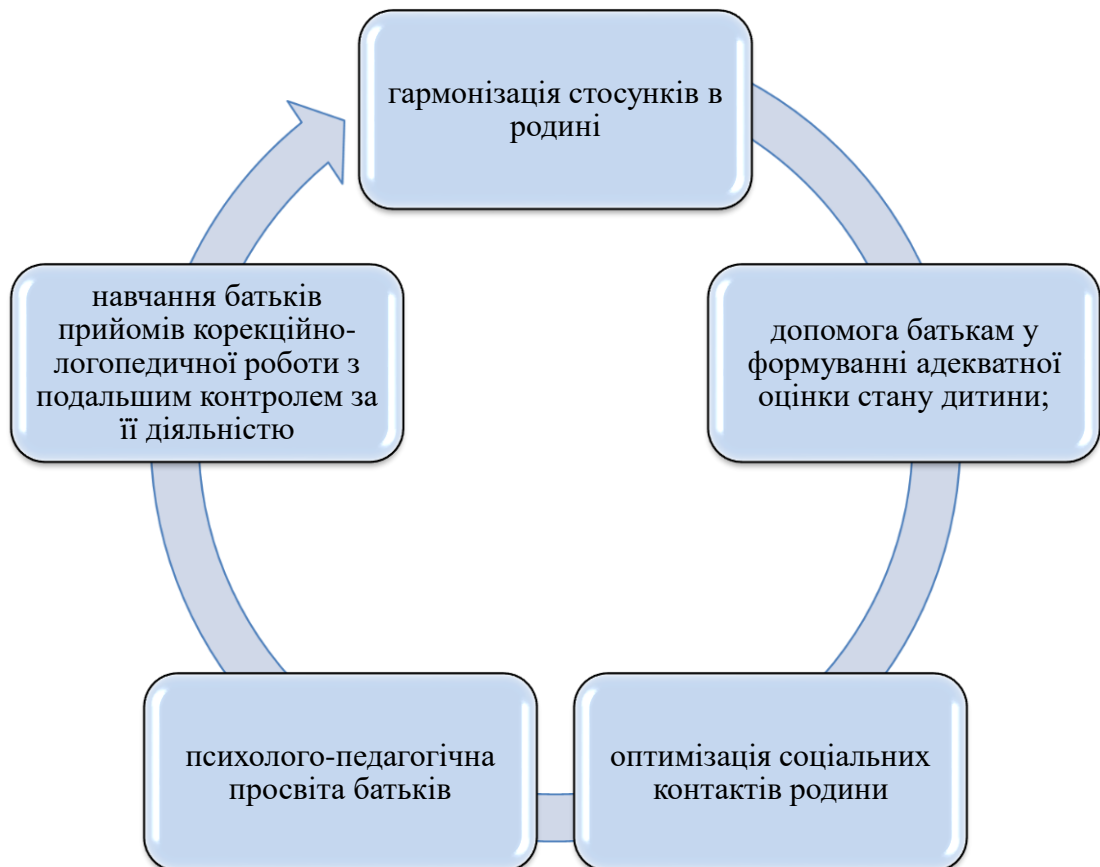 гармонізація стосунків в
родині
допомога батькам у
формуванні адекватної
оцінки стану дитини;
оптимізація соціальних
контактів родини
психолого-педагогічна
просвіта батьків
навчання батьків
прийомів корекційно-
логопедичної роботи з
подальшим контролем за
її діяльністю